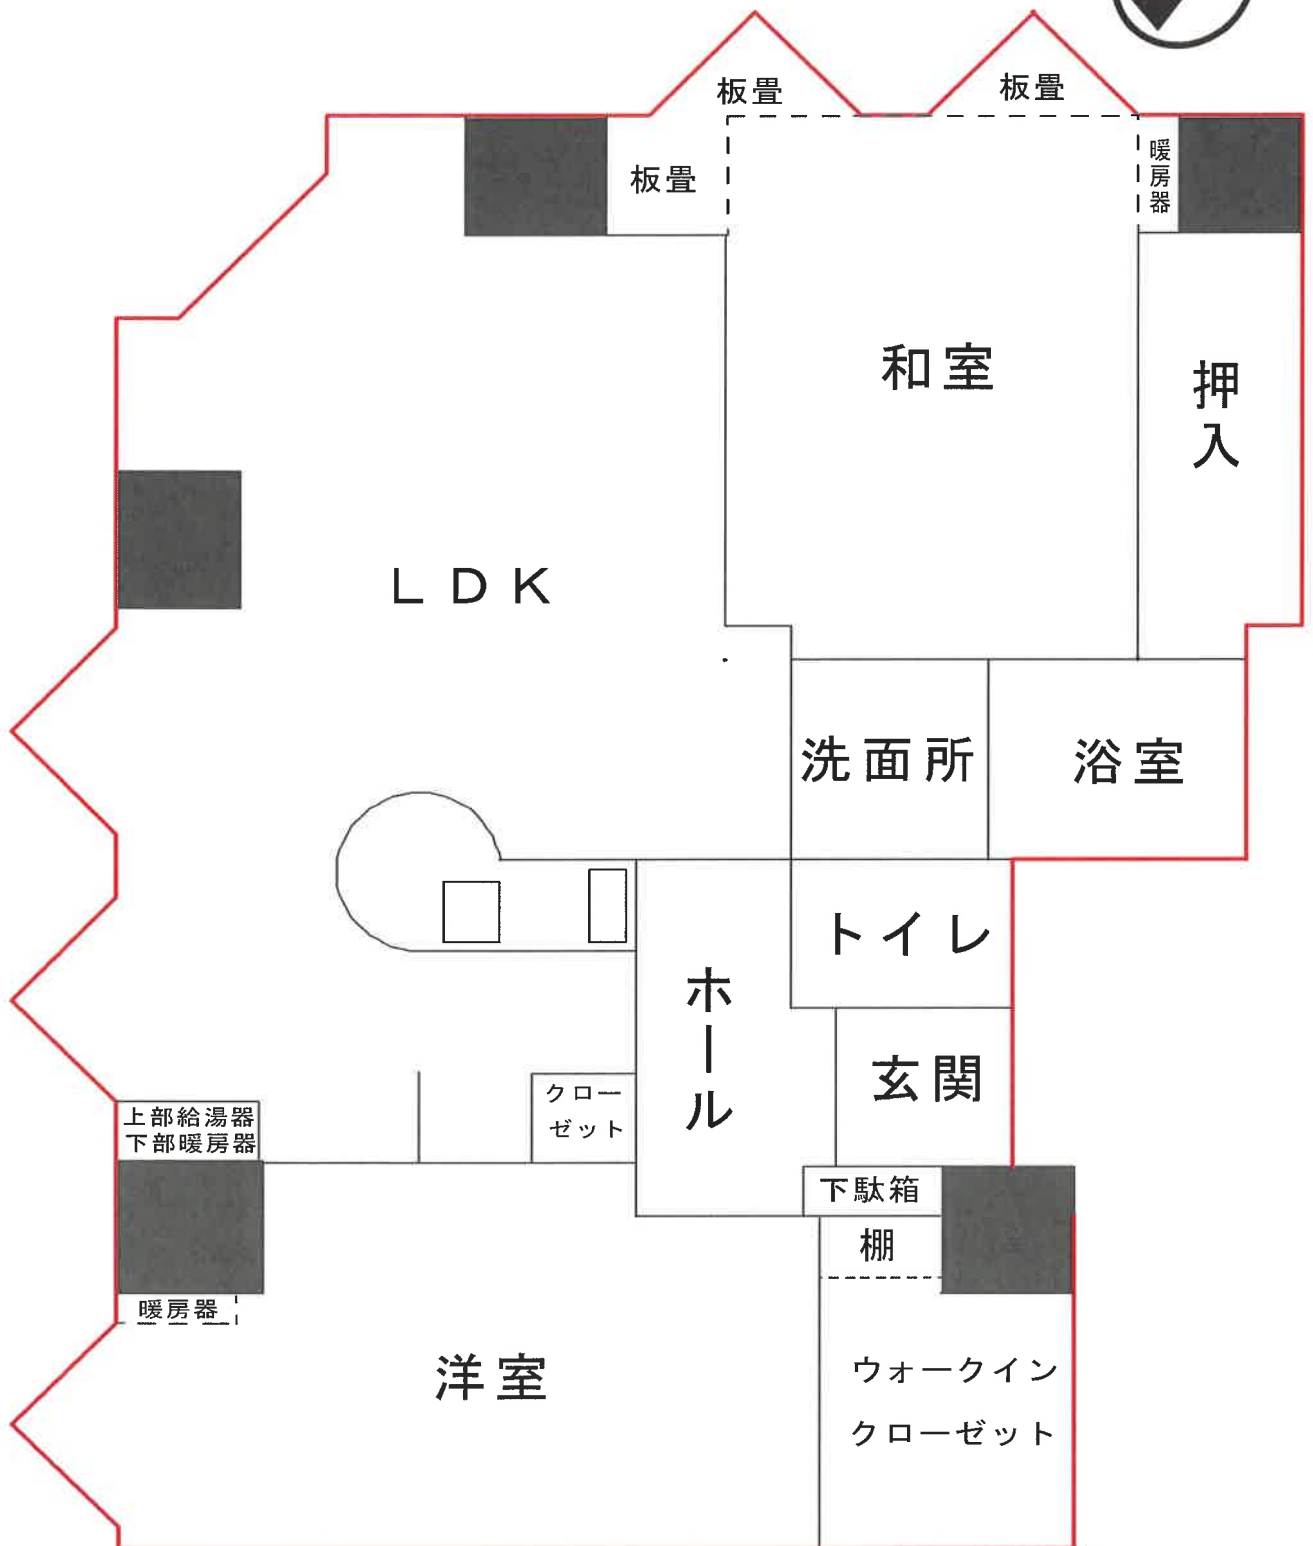 板畳
板畳
板畳
暖房器
和室
押入
ＬＤＫ
洗面所
浴室
トイレ
ホール
玄関
クロー
ゼット
上部給湯器
下部暖房器
下駄箱
棚
暖房器
洋室
ウォークイン
クローゼット